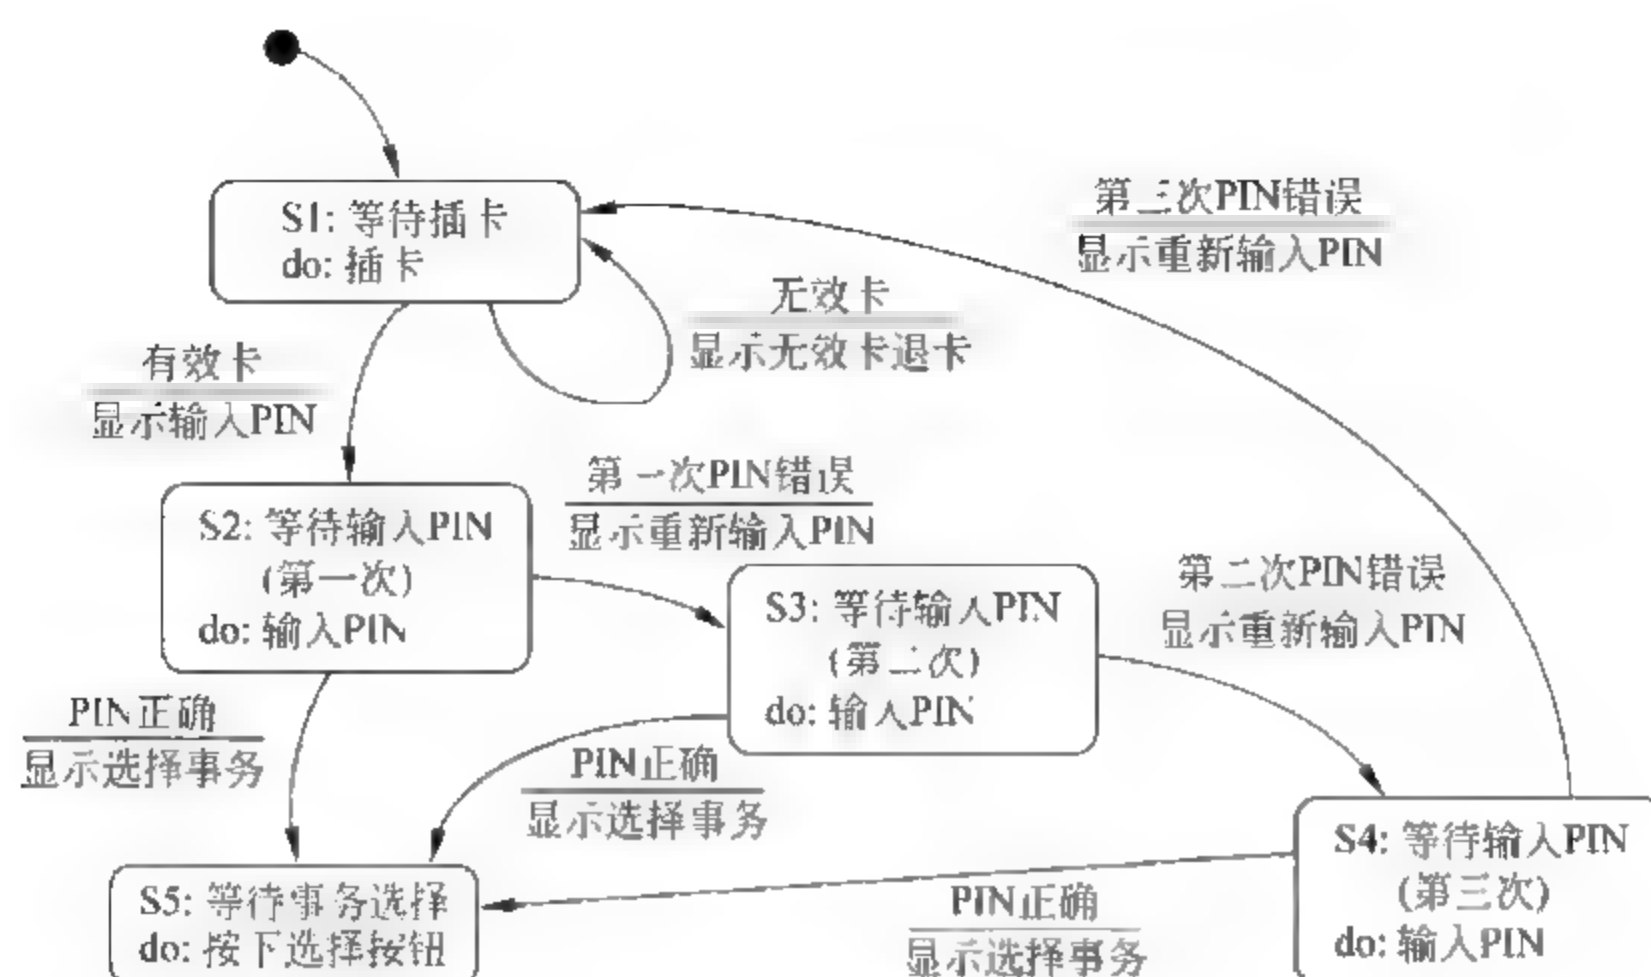 S1: 等待插卡
do: 插卡
第三次PIN错误
显示重新输入PIN
无效卡
显示无效卡退卡
有效卡
显示输入PIN
第一次PIN错误
显示重新输入PIN
S2: 等待输入PIN
(第一次)
do: 输入PIN
第二次PIN错误
显示重新输入PIN
S3: 等待输入PIN
(第二次)
do: 输入PIN
PIN正确
显示选择事务
PIN正确
显示选择事务
S4: 等待输入PIN
(第三次)
do: 输入PIN
S5: 等待事务选择
do: 按下选择按钮
PIN正确
显示选择事务